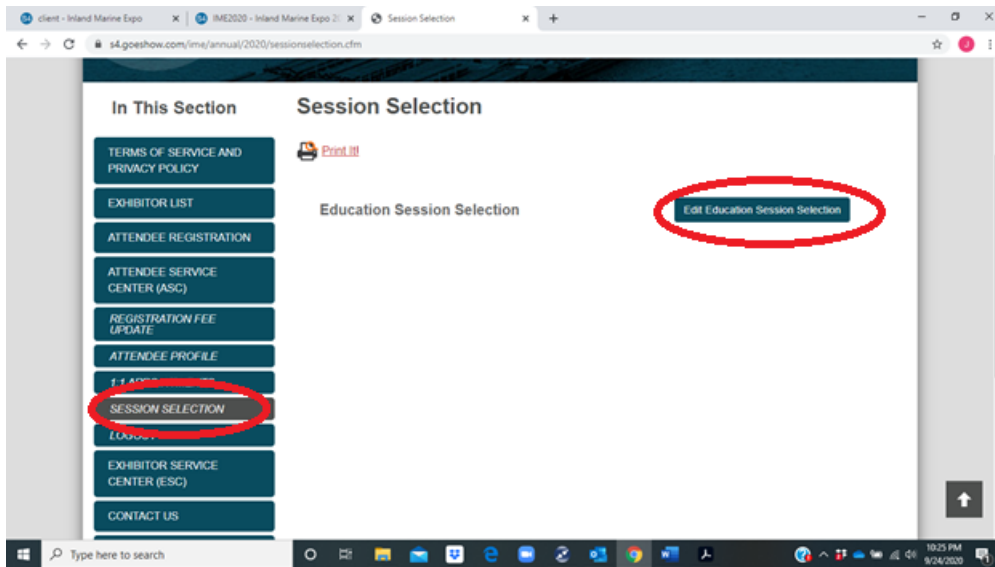 client - Inland Marine Expo
IME2020 - Inland Marine Expo 2
Session Selection
s4.goeshow.com/ime/annual/2020/sessionselection.cfm
In This Section
TERMS OF SERVICE AND
PRIVACY POLICY
EXHIBITOR LIST
ATTENDEE REGISTRATION
ATTENDEE SERVICE
CENTER (ASC)
REGISTRATION FEE
UPDATE
ATTENDEE PROFILE
1:1
SESSION SELECTION
EXHIBITOR SERVICE
CENTER (ESC)
CONTACT US
Session Selection
Print It!
Education Session Selection
Edit Education Session Selection
Type here to search
10:25 PM
9/24/2020